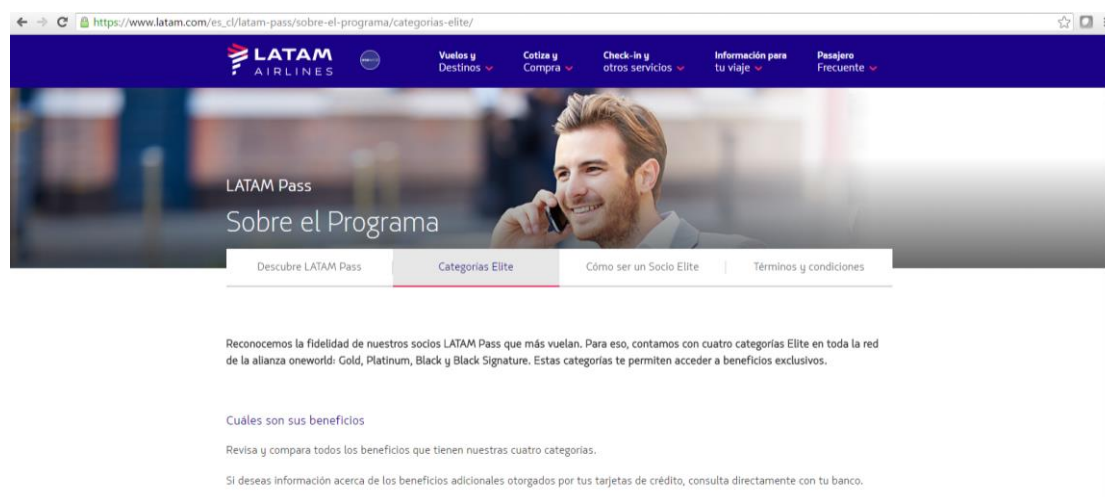 https://www.latam.com/es_cl/latam-pass/sobre-el-programa/categorias-elite/
LATAM
AIRLINES
Vuelos y
Destinos
Cotiza y
Compra
Check-in y
otros servicios
Información para
tu viaje
Pasajero
Frecuente
LATAM Pass
Sobre el Programa
Descubre LATAM Pass
Categorías Elite
Cómo ser un Socio Elite
Términos y condiciones
Reconocemos la fidelidad de nuestros socios LATAM Pass que más vuelan. Para eso, contamos con cuatro categorías Elite en toda la red
de la alianza oneworld: Gold, Platinum, Black y Black Signature. Estas categorías te permiten acceder a beneficios exclusivos.
Cuáles son sus beneficios
Revisa y compara todos los beneficios que tienen nuestras cuatro categorías.
Si deseas información acerca de los beneficios adicionales otorgados por tus tarjetas de crédito, consulta directamente con tu banco.